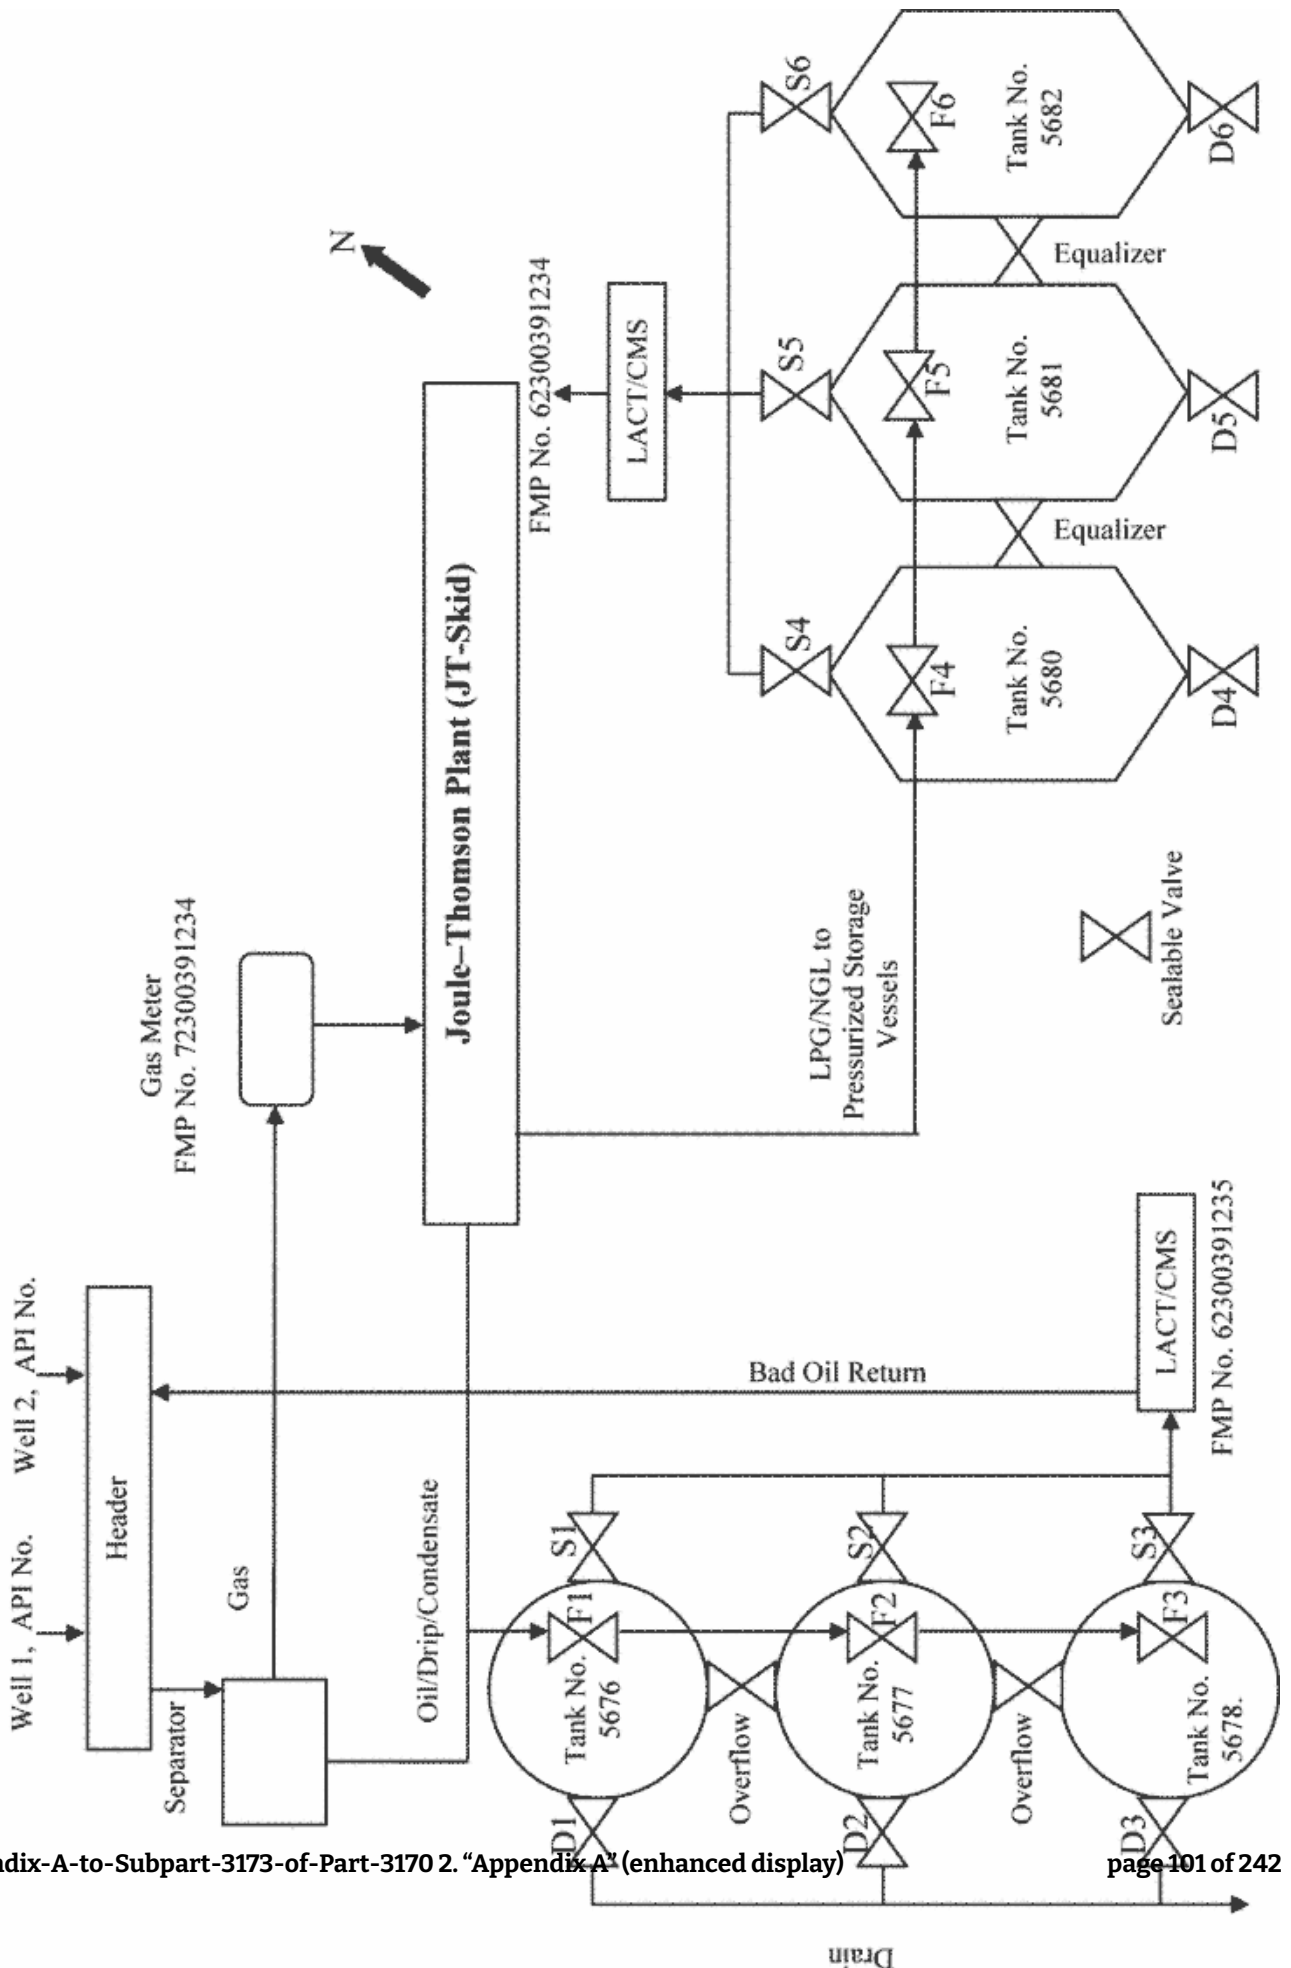 Well 1, API No.
Well 2, API No.
Header
Separator
Gas
Gas Meter
FMP No. 72300391234
N
Joule–Thomson Plant (JT-Skid)
FMP No. 62300391234
LACT/CMS
Oil/Drip/Condensate
Bad Oil Return
LPG/NGL to
Pressurized Storage
Vessels
S1
F1
Tank No.
5676
D1
Overflow
S2
F2
Tank No.
5677
D2
Overflow
S3
F3
Tank No.
5678.
D3
Drain
LACT/CMS
FMP No. 62300391235
S4
F4
Tank No.
5680
D4
Equalizer
S5
F5
Tank No.
5681
D5
Equalizer
S6
F6
Tank No.
5682
D6
Sealable Valve
ndix-A-to-Subpart-3173-of-Part-3170 2. “Appendix A” (enhanced display)
page 101 of 242